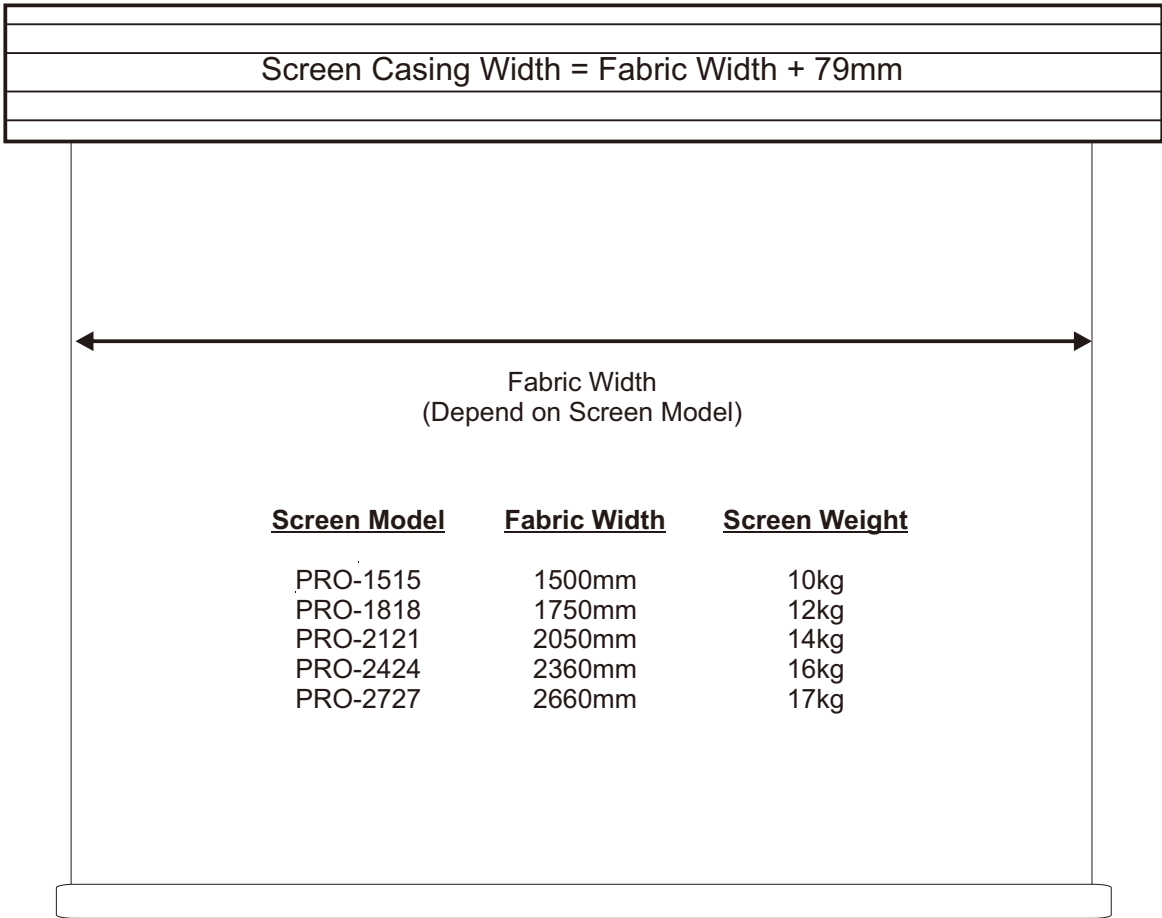 Screen Casing Width = Fabric Width + 79mm
Fabric Width
(Depend on Screen Model)
Screen Model Fabric Width Screen Weight
PRO-1515 1500mm 10kg
PRO-1818 1750mm 12kg
PRO-2121 2050mm 14kg
PRO-2424 2360mm 16kg
PRO-2727 2660mm 17kg